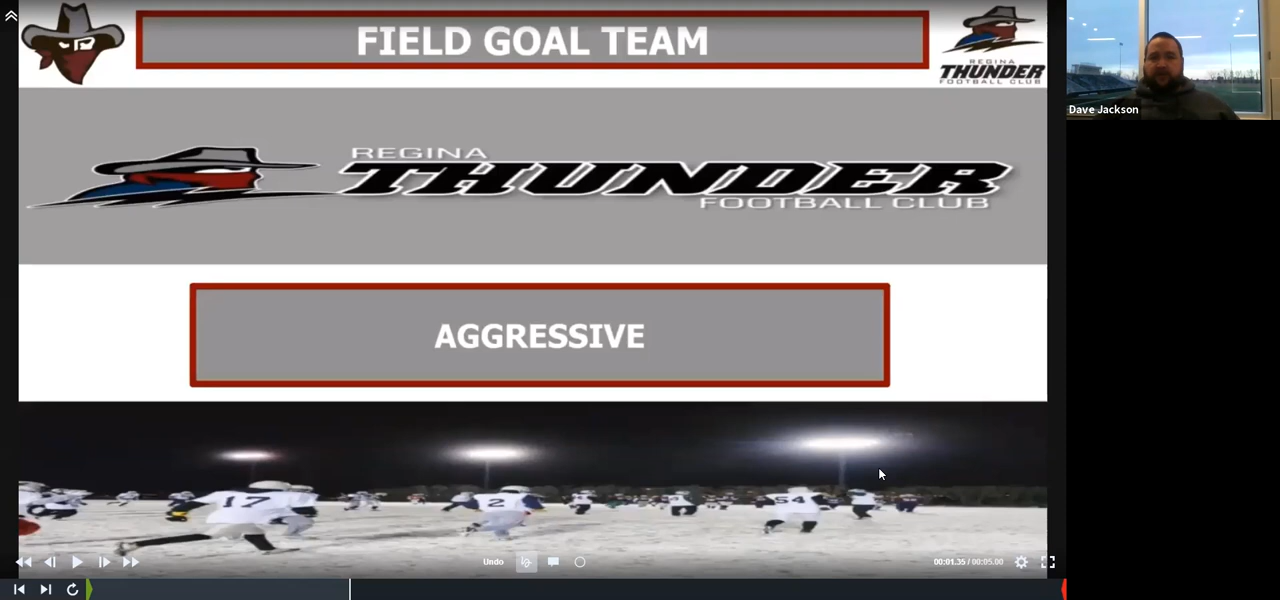 FIELD GOAL TEAM
REGINA
THUNDER
FOOTBALL CLUB
Dave Jackson
REGINA
THUNDER
FOOTBALL CLUB
AGGRESSIVE
17
2
54
Undo
00:01.35 / 00:05.00